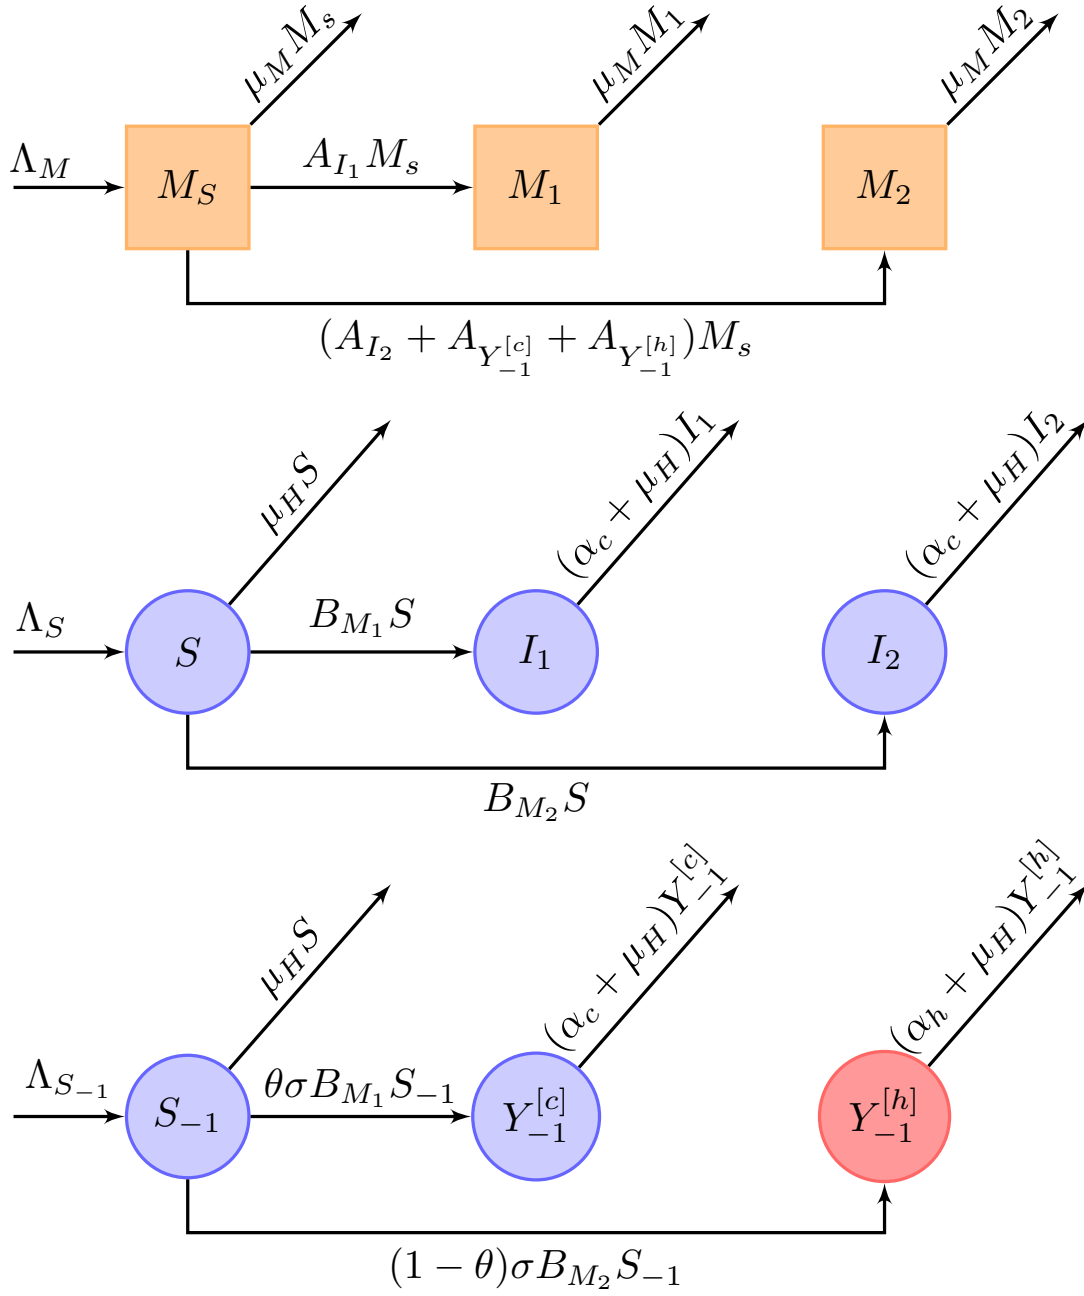 μ_M M_s
μ_M M_1
μ_M M_2
Λ_M
M_S
A_{I_1} M_s
M_1
M_2
(A_{I_2} + A_{Y_{-1}^{[c]}} + A_{Y_{-1}^{[h]}})M_s
μ_H S
(α_c + μ_H)I_1
(α_c + μ_H)I_2
Λ_S
S
B_{M_1} S
I_1
I_2
B_{M_2} S
μ_H S
(α_c + μ_H)Y_{-1}^{[c]}
(α_h + μ_H)Y_{-1}^{[h]}
Λ_{S_{-1}}
S_{-1}
θσB_{M_1} S_{-1}
Y_{-1}^{[c]}
Y_{-1}^{[h]}
(1 − θ)σB_{M_2} S_{-1}